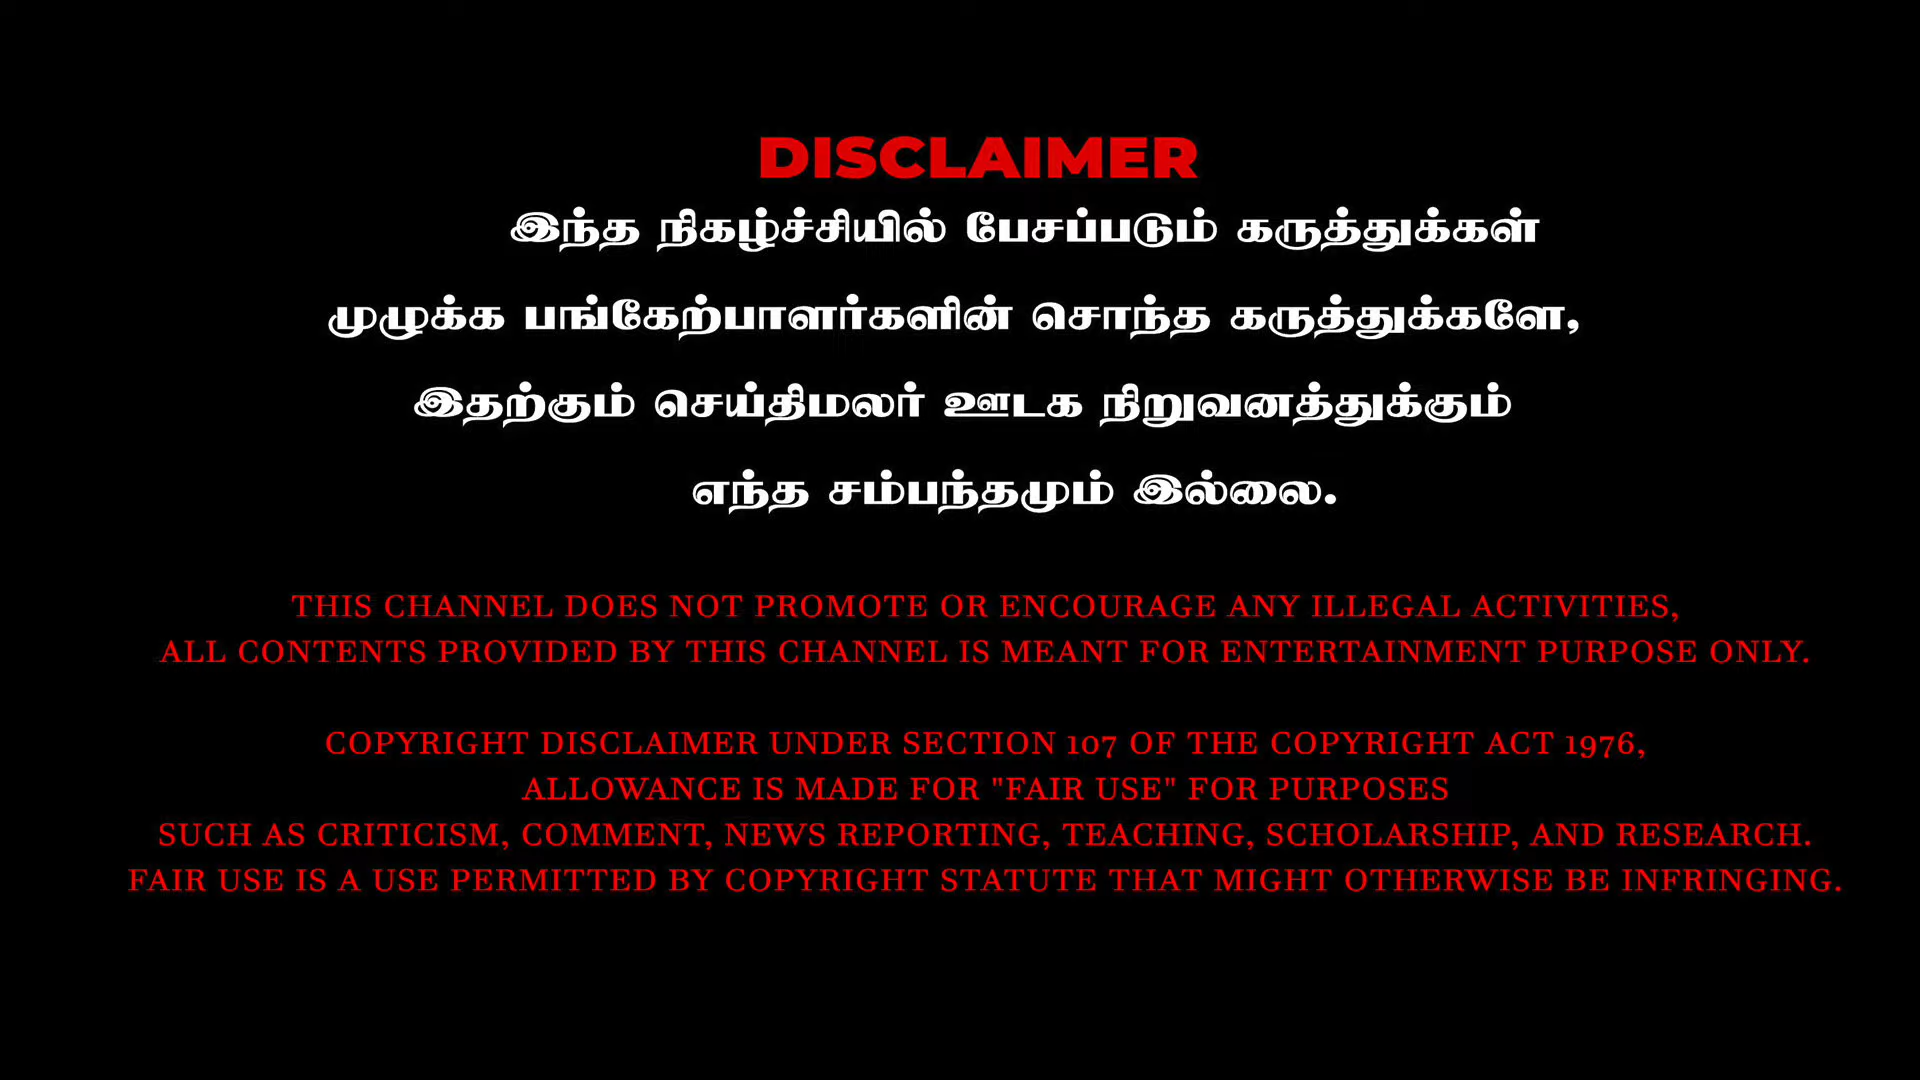 DISCLAIMER
இந்த நிகழ்ச்சியில் பேசப்படும் கருத்துக்கள்
முழுக்க பங்கேற்பாளர்களின் சொந்த கருத்துக்களே,
இதற்கும் செய்திமலர் ஊடக நிறுவனத்துக்கும்
எந்த சம்பந்தமும் இல்லை.
THIS CHANNEL DOES NOT PROMOTE OR ENCOURAGE ANY ILLEGAL ACTIVITIES,
ALL CONTENTS PROVIDED BY THIS CHANNEL IS MEANT FOR ENTERTAINMENT PURPOSE ONLY.
COPYRIGHT DISCLAIMER UNDER SECTION 107 OF THE COPYRIGHT ACT 1976,
ALLOWANCE IS MADE FOR "FAIR USE" FOR PURPOSES
SUCH AS CRITICISM, COMMENT, NEWS REPORTING, TEACHING, SCHOLARSHIP, AND RESEARCH.
FAIR USE IS A USE PERMITTED BY COPYRIGHT STATUTE THAT MIGHT OTHERWISE BE INFRINGING.